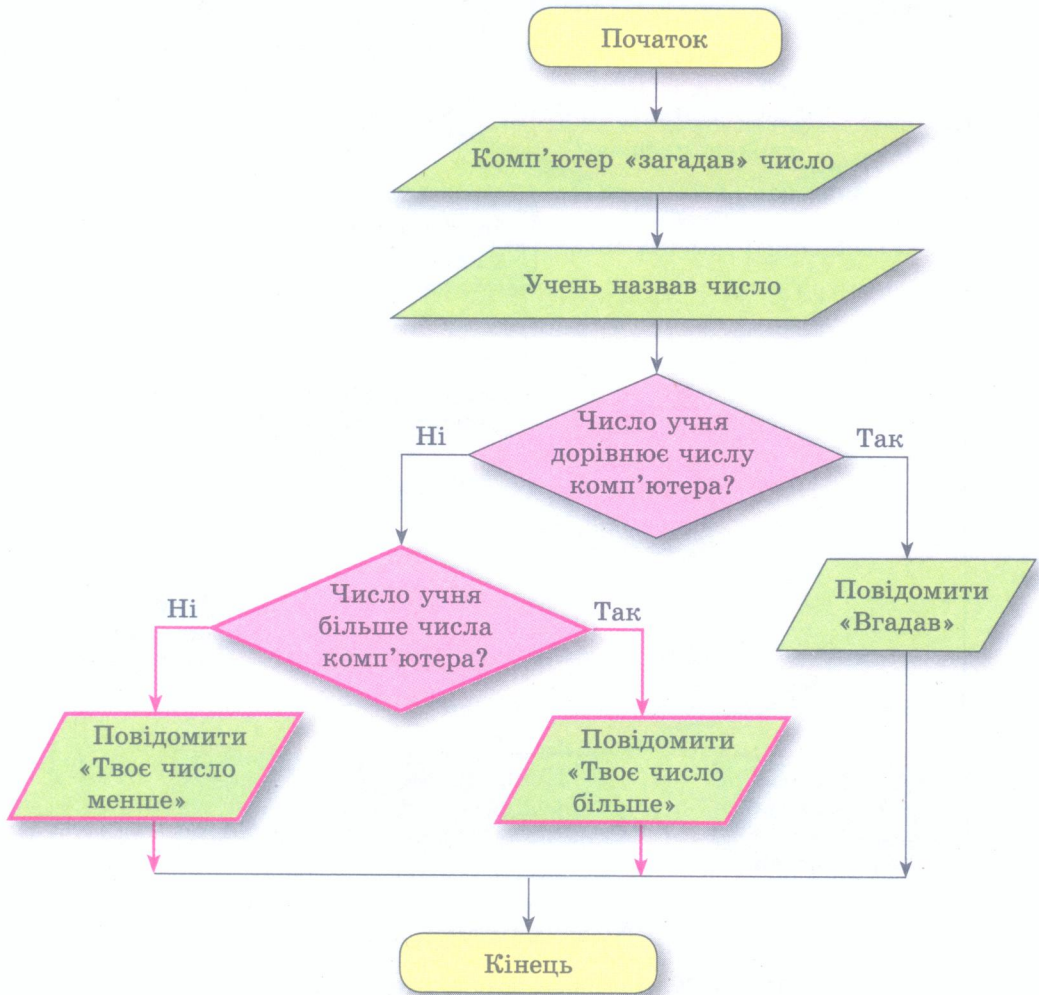 Початок
Комп’ютер «загадав» число
Учень назвав число
Число учня
дорівнює числу
комп’ютера?
Ні
Так
Число учня
більше числа
комп’ютера?
Ні
Так
Повідомити
«Вгадав»
Повідомити
«Твоє число
менше»
Повідомити
«Твоє число
більше»
Кінець